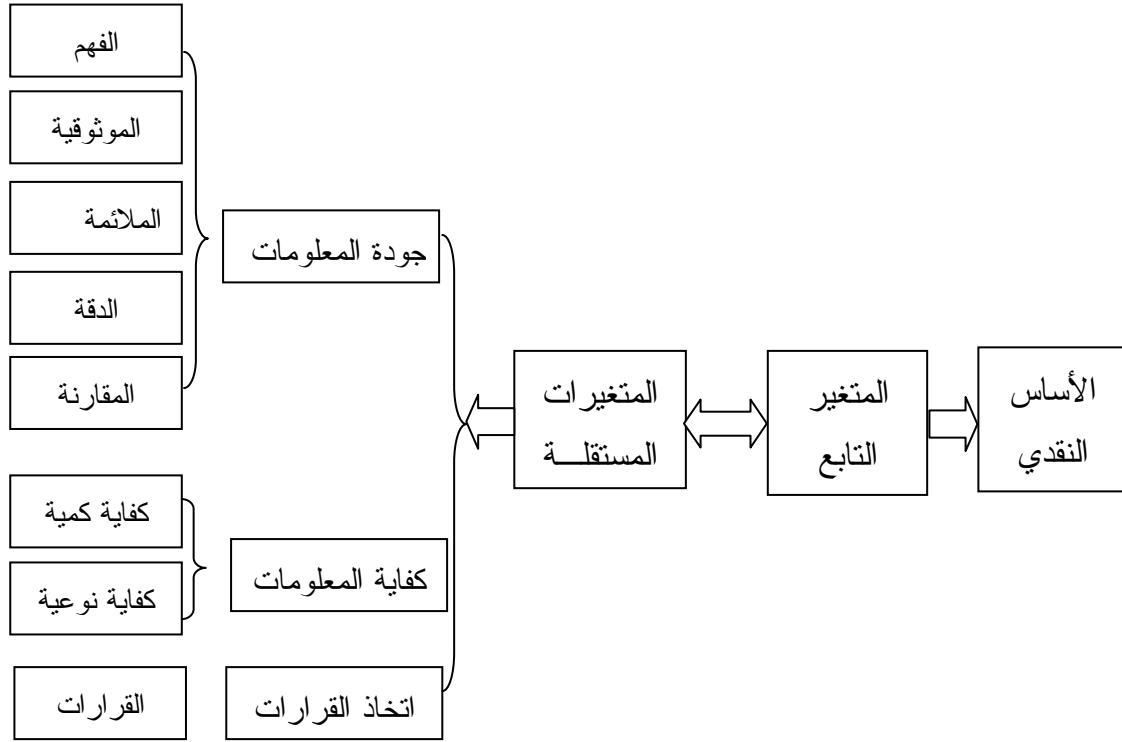 الأساس
النقدي
المتغير
التابع
المتغيرات
المستقلـــة
جودة المعلومات
الفهم
الموثوقية
الملائمة
الدقة
المقارنة
كفاية المعلومات
كفاية كمية
كفاية نوعية
اتخاذ القرارات
القرارات